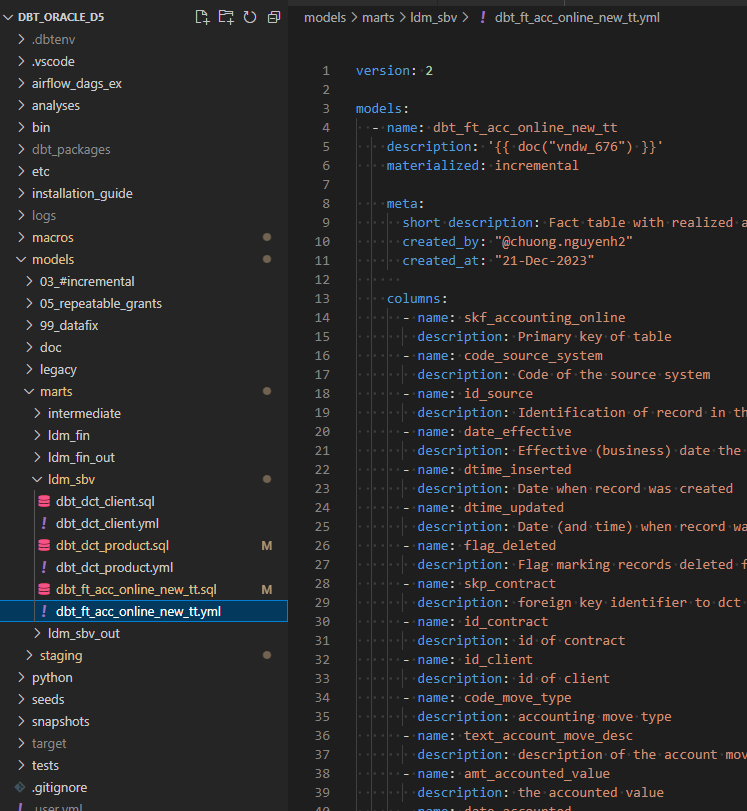 DBT_ORACLE_D5
.dbtenv
.vscode
airflow_dags_ex
analyses
bin
dbt_packages
etc
installation_guide
logs
macros
models
03_#incremental
05_repeatable_grants
99_datafix
doc
legacy
marts
intermediate
ldm_fin
ldm_fin_out
ldm_sbv
dbt_dct_client.sql
dbt_dct_client.yml
dbt_dct_product.sql M
dbt_dct_product.yml
dbt_ft_acc_online_new_tt.sql M
dbt_ft_acc_online_new_tt.yml
ldm_sbv_out
staging
python
seeds
snapshots
target
tests
.gitignore
.user.yml
models > marts > ldm_sbv > ! dbt_ft_acc_online_new_tt.yml
1 version: 2
2
3 models:
4 - name: dbt_ft_acc_online_new_tt
5 description: '{{ doc("vndw_676") }}'
6 materialized: incremental
7
8 meta:
9 short description: Fact table with realized a
10 created_by: "@chuong.nguyenh2"
11 created_at: "21-Dec-2023"
12
13 columns:
14 - name: skf_accounting_online
15 description: Primary key of table
16 - name: code_source_system
17 description: Code of the source system
18 - name: id_source
19 description: Identification of record in th
20 - name: date_effective
21 description: Effective (business) date the
22 - name: dtime_inserted
23 description: Date when record was created
24 - name: dtime_updated
25 description: Date (and time) when record wa
26 - name: flag_deleted
27 description: Flag marking records deleted f
28 - name: skp_contract
29 description: foreign key identifier to dct
30 - name: id_contract
31 description: id of contract
32 - name: id_client
33 description: id of client
34 - name: code_move_type
35 description: accounting move type
36 - name: text_account_move_desc
37 description: description of the account mov
38 - name: amt_accounted_value
39 description: the accounted value
40 - name: date_accounted